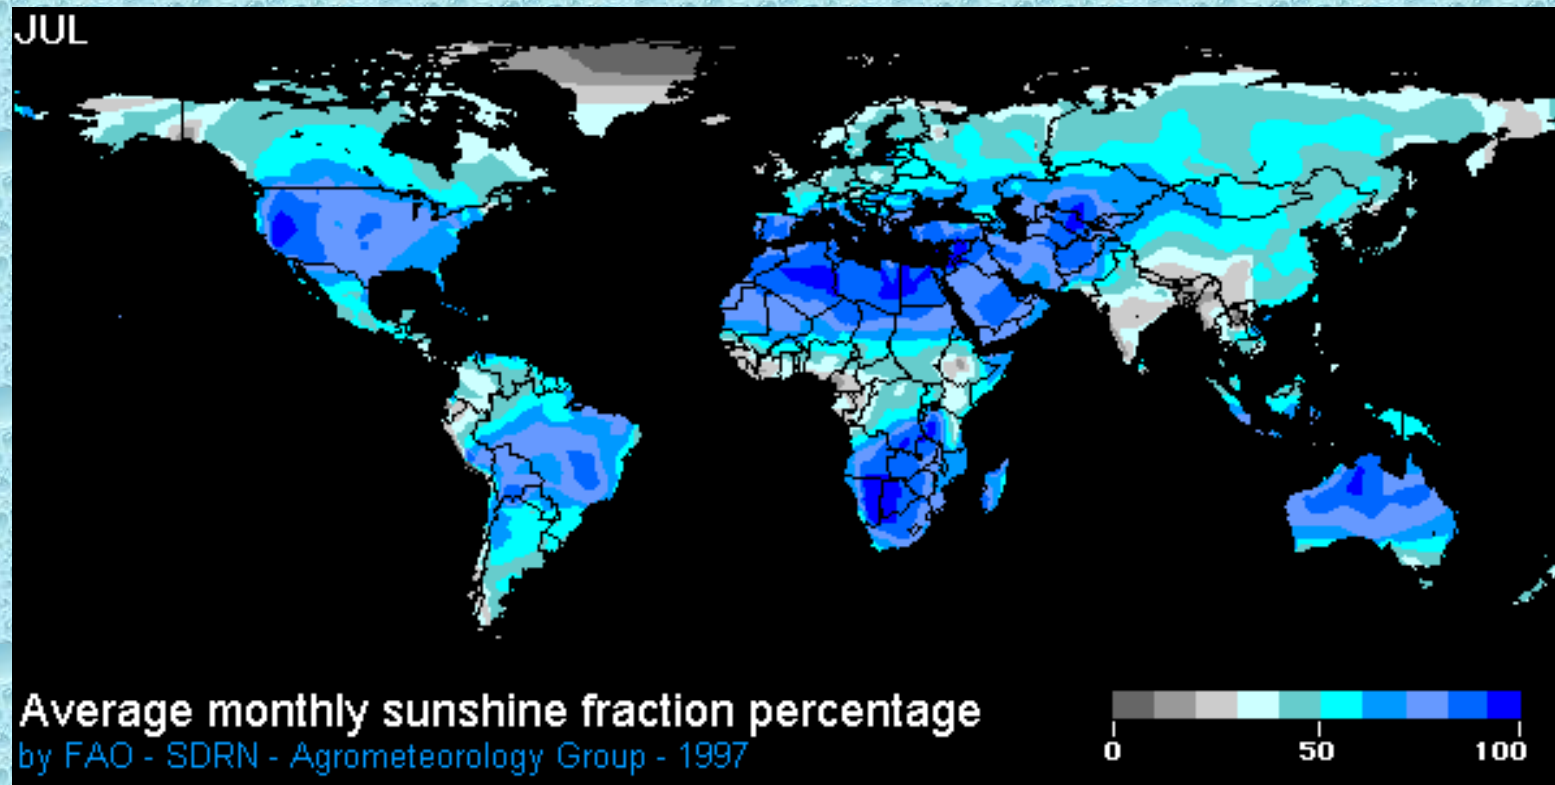 JUL
Average monthly sunshine fraction percentage
by FAO - SDRN - Agrometeorology Group - 1997
0 50 100